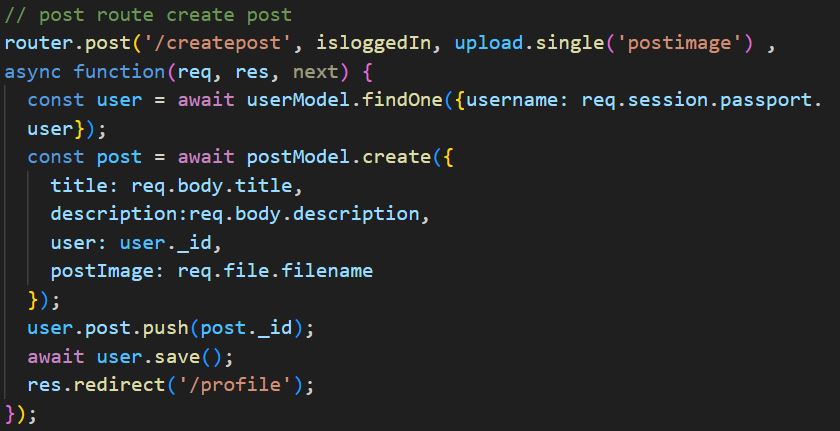 // post route create post
router.post('/createpost', isloggedIn, upload.single('postimage') ,
async function(req, res, next) {
  const user = await userModel.findOne({username: req.session.passport.
  user});
  const post = await postModel.create({
    title: req.body.title,
    description:req.body.description,
    user: user._id,
    postImage: req.file.filename
  });
  user.post.push(post._id);
  await user.save();
  res.redirect('/profile');
});